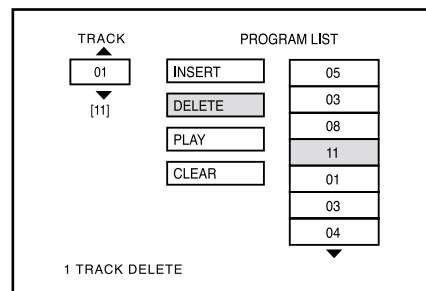 TRACK
01
[11]
INSERT
DELETE
PLAY
CLEAR
PROGRAM LIST
05
03
08
11
01
03
04
1 TRACK DELETE